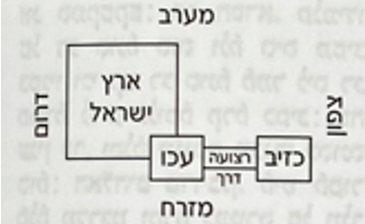 מערב
ארץ
ישראל
דרום
צפון
כזיב
רצועה
דרך
עכו
מזרח